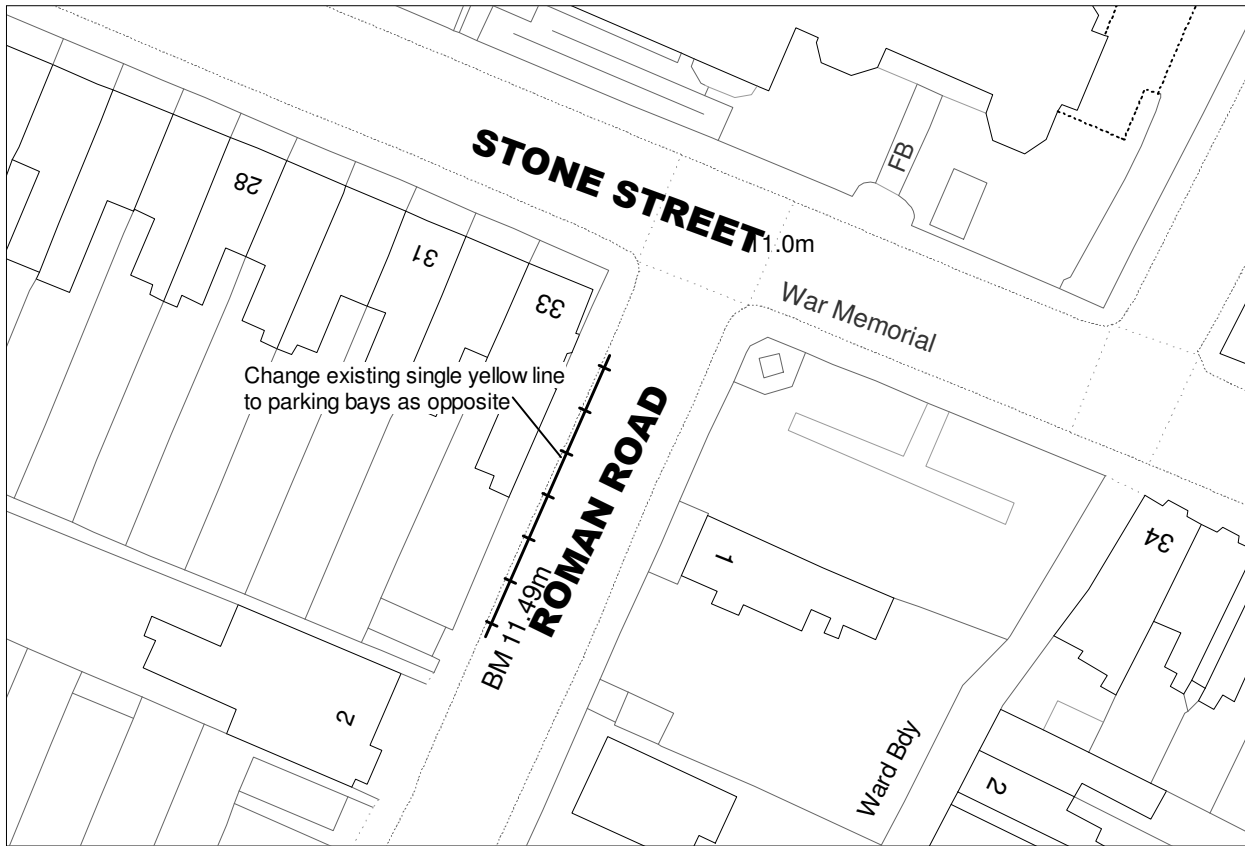 STONE STREET
11.0m
FB
28
31
33
War Memorial
Change existing single yellow line
to parking bays as opposite
ROMAN ROAD
BM 11.49m
1
34
2
Ward Bdy
2